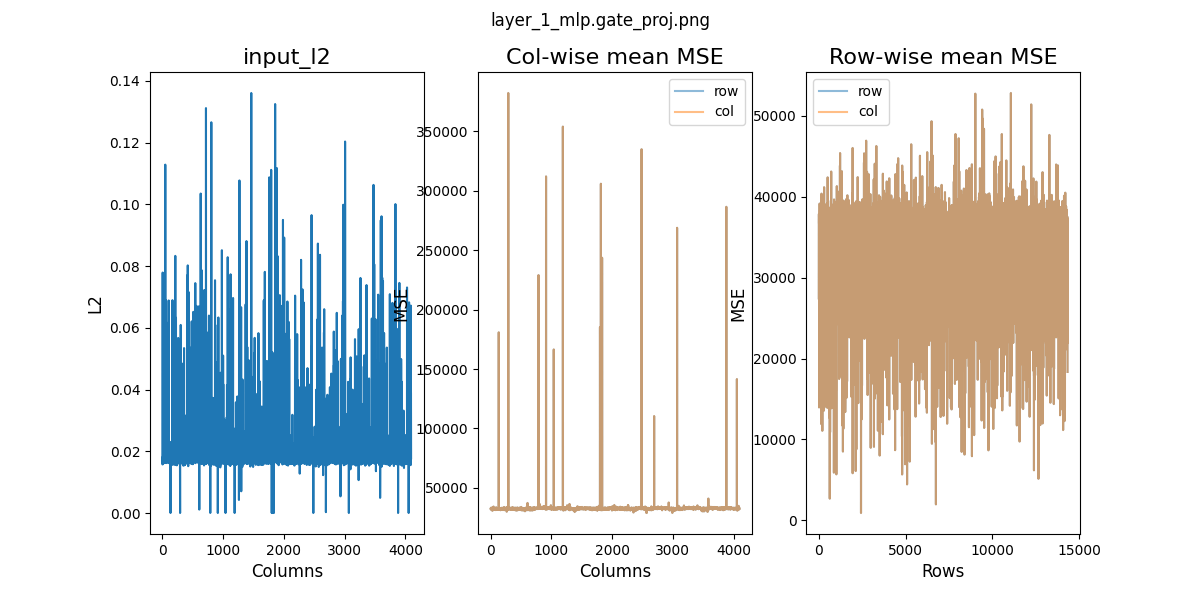 layer_1_mlp.gate_proj.png
input_l2
L2
0.14
0.12
0.10
0.08
0.06
0.04
0.02
0.00
0
1000
2000
3000
4000
Columns
Col-wise mean MSE
row
col
MSE
350000
300000
250000
200000
150000
100000
50000
0
1000
2000
3000
4000
Columns
Row-wise mean MSE
row
col
MSE
50000
40000
30000
20000
10000
0
0
5000
10000
15000
Rows